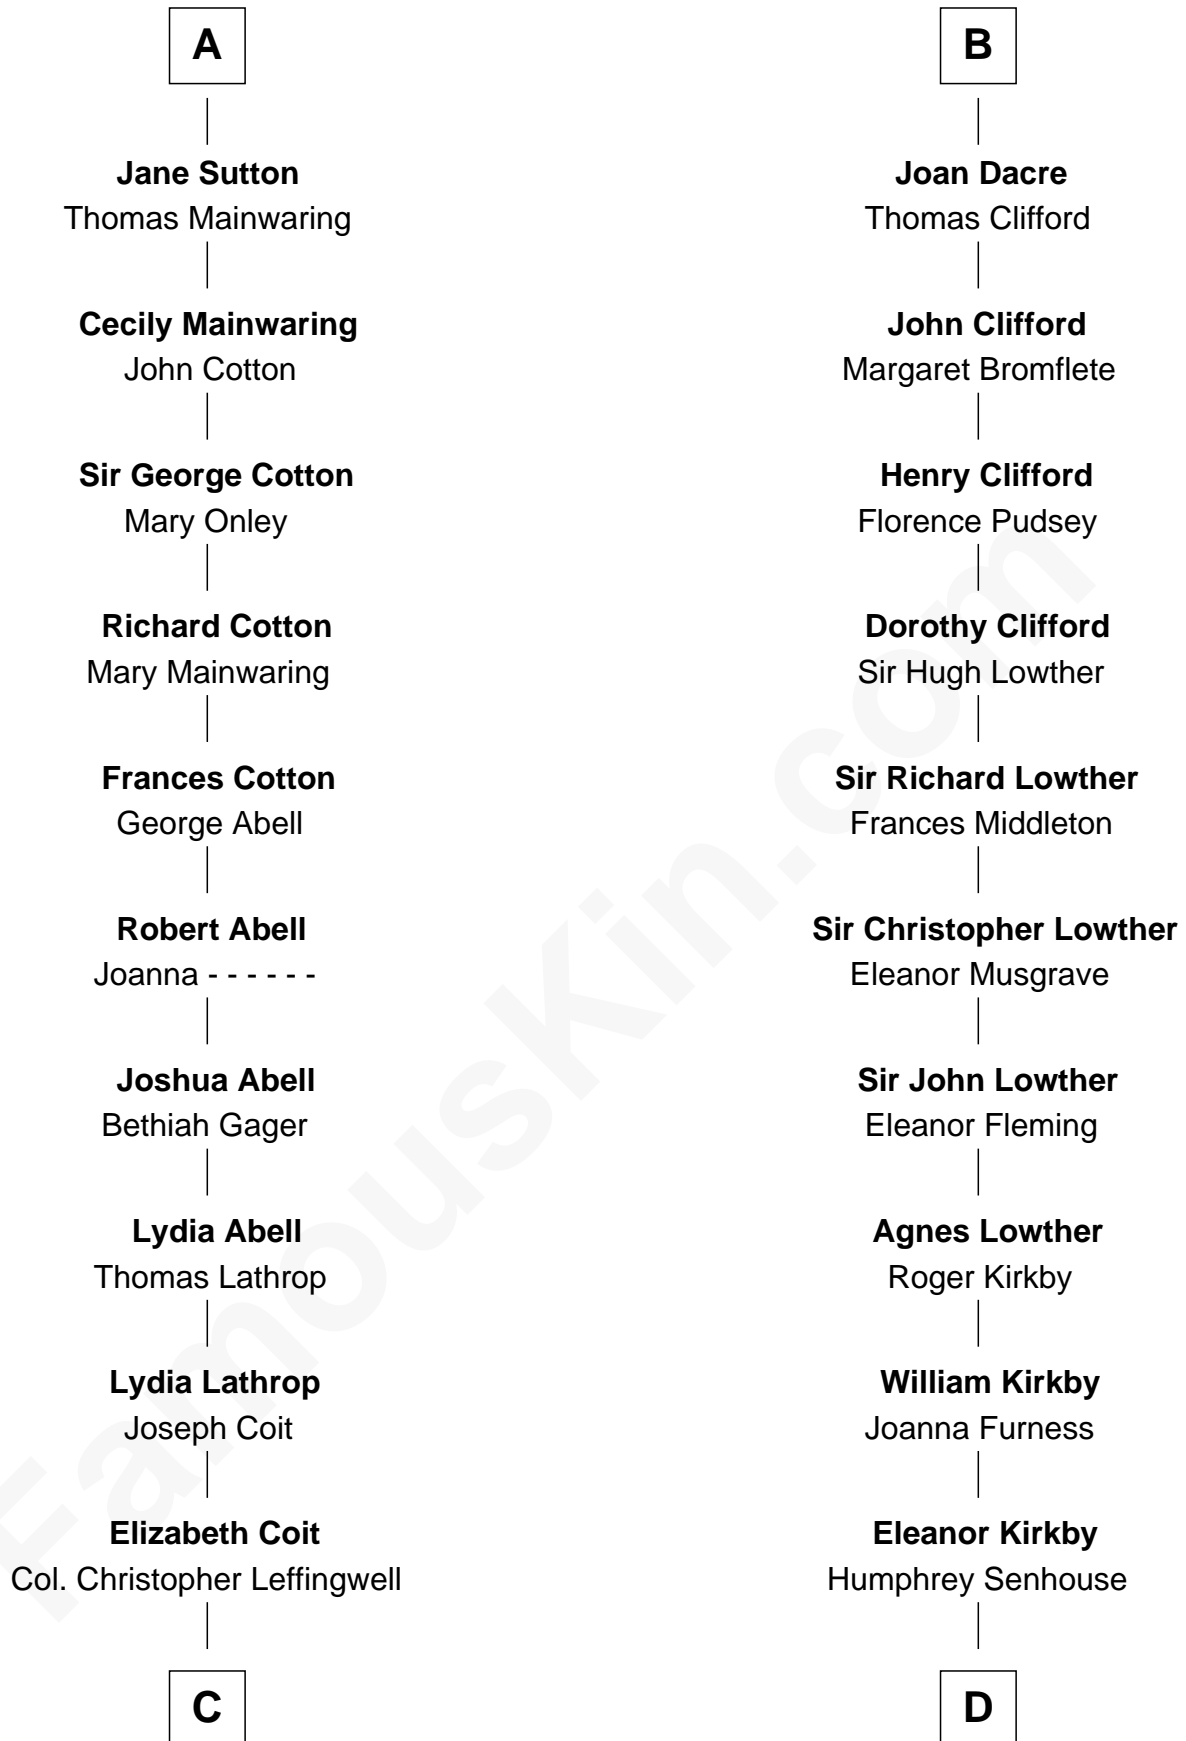 A
Jane Sutton
Thomas Mainwaring
Cecily Mainwaring
John Cotton
Sir George Cotton
Mary Onley
Richard Cotton
Mary Mainwaring
Frances Cotton
George Abell
Robert Abell
Joanna - - - - - -
Joshua Abell
Bethiah Gager
Lydia Abell
Thomas Lathrop
Lydia Lathrop
Joseph Coit
Elizabeth Coit
Col. Christopher Leffingwell
C
B
Joan Dacre
Thomas Clifford
John Clifford
Margaret Bromflete
Henry Clifford
Florence Pudsey
Dorothy Clifford
Sir Hugh Lowther
Sir Richard Lowther
Frances Middleton
Sir Christopher Lowther
Eleanor Musgrave
Sir John Lowther
Eleanor Fleming
Agnes Lowther
Roger Kirkby
William Kirkby
Joanna Furness
Eleanor Kirkby
Humphrey Senhouse
D
FamousKin.com